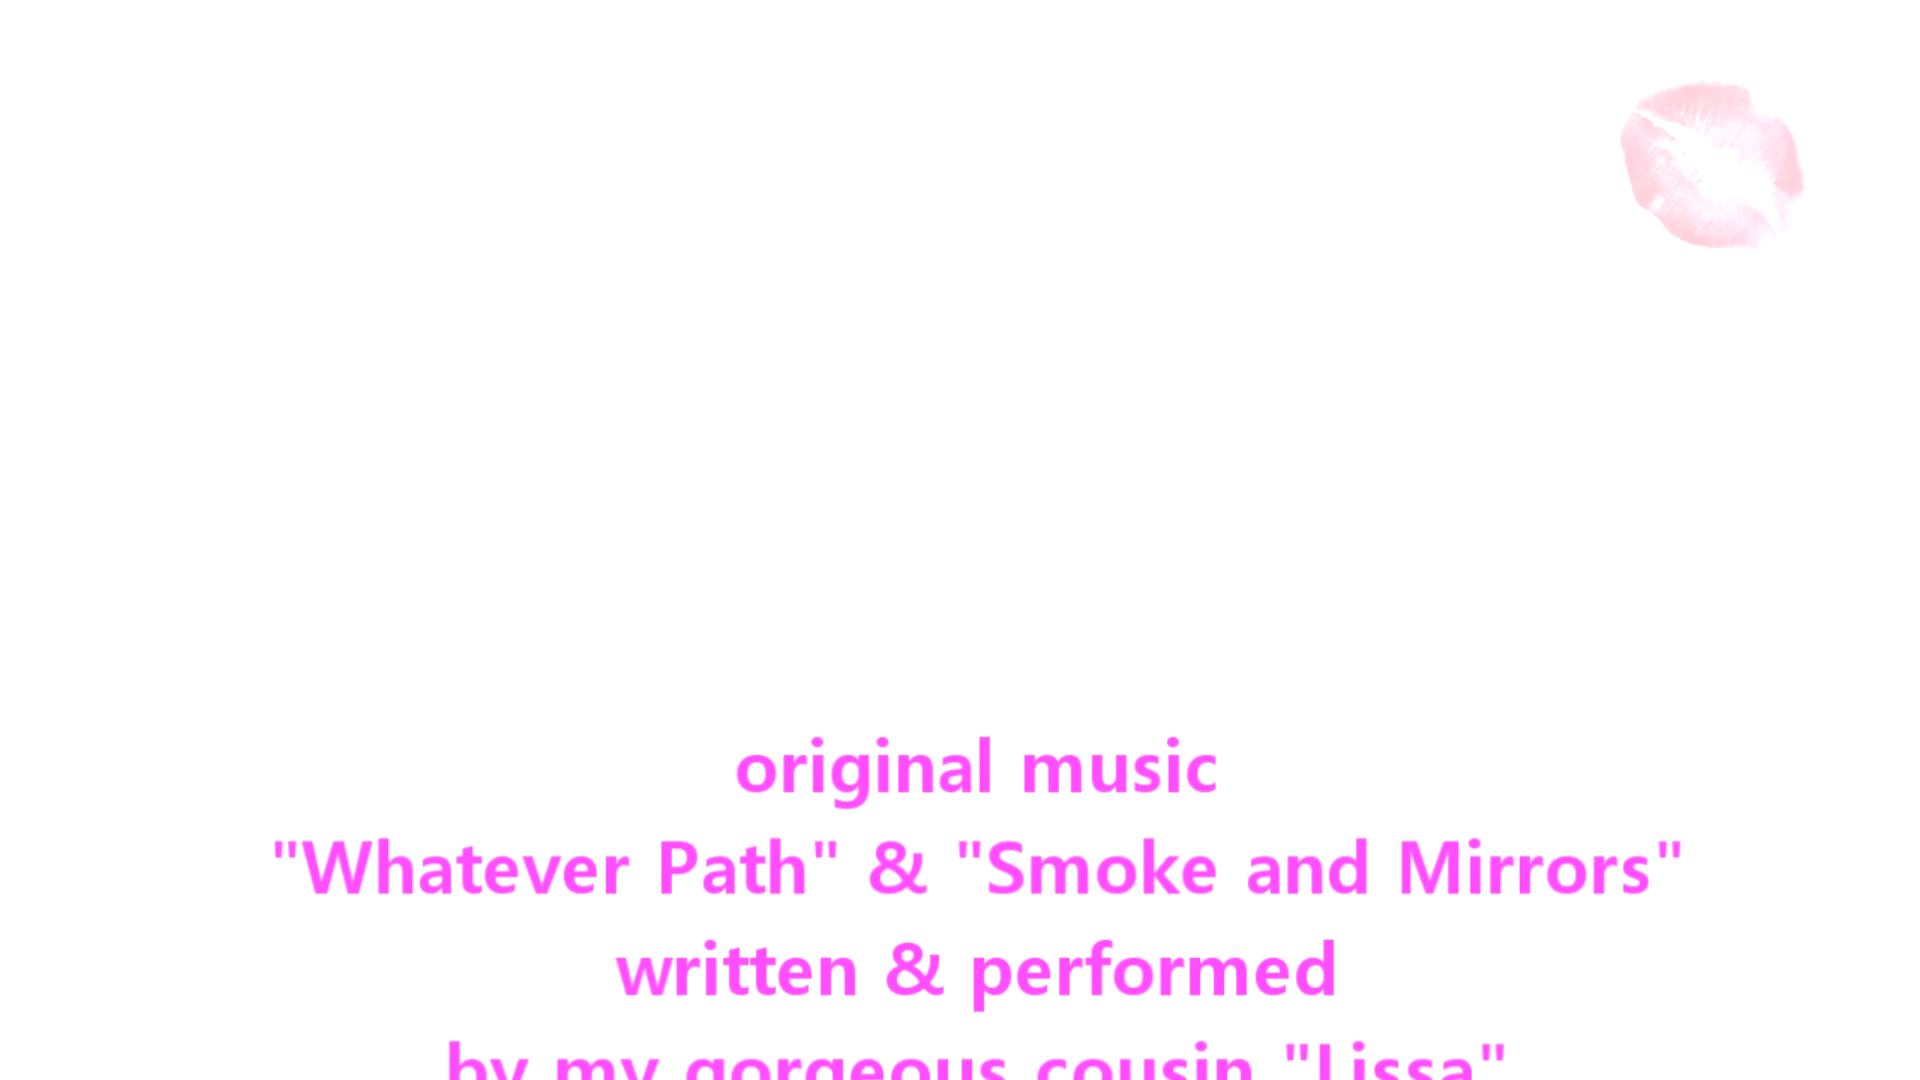 original music
"Whatever Path" & "Smoke and Mirrors"
written & performed
by my gorgeous cousin "Lissa"